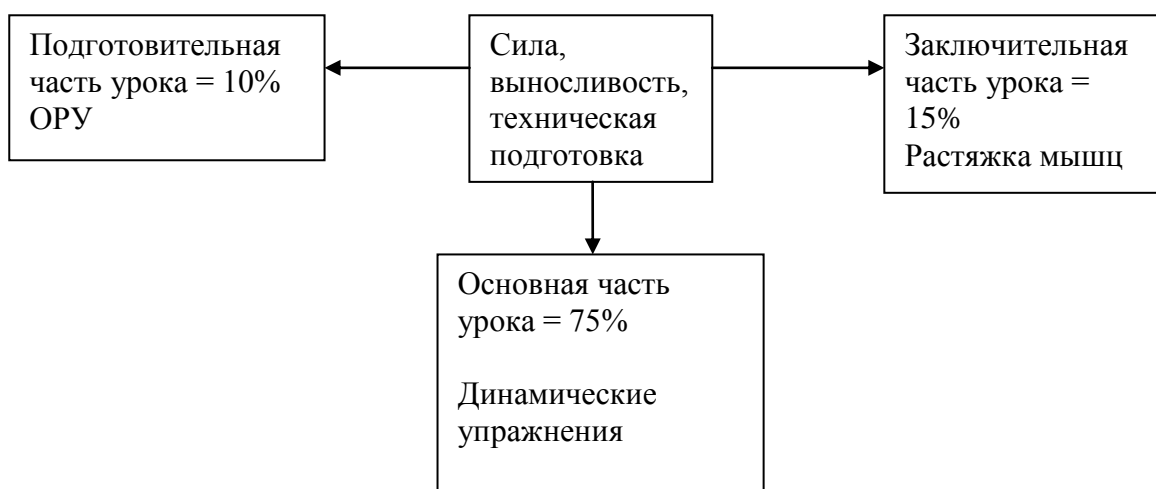 Подготовительная
часть урока = 10%
ОРУ
Сила,
выносливость,
техническая
подготовка
Заключительная
часть урока =
15%
Растяжка мышц
Основная часть
урока = 75%
Динамические
упражнения